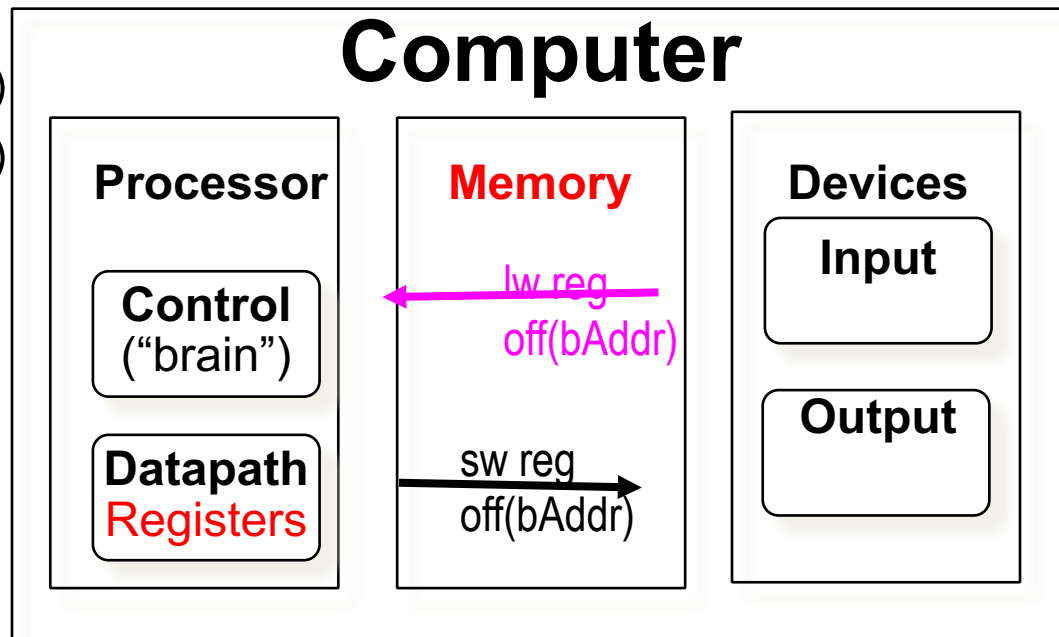 Computer
Processor
Control
(“brain”)
Datapath
Registers
Memory
lw reg
off(bAddr)
sw reg
off(bAddr)
Devices
Input
Output